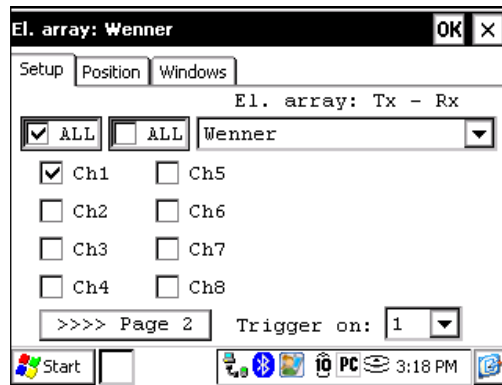 El. array: Wenner OK ×
Setup Position Windows
El. array: Tx - Rx
ALL ALL Wenner
Ch1 Ch5
Ch2 Ch6
Ch3 Ch7
Ch4 Ch8
>>>> Page 2 Trigger on: 1
Start PC 3:18 PM